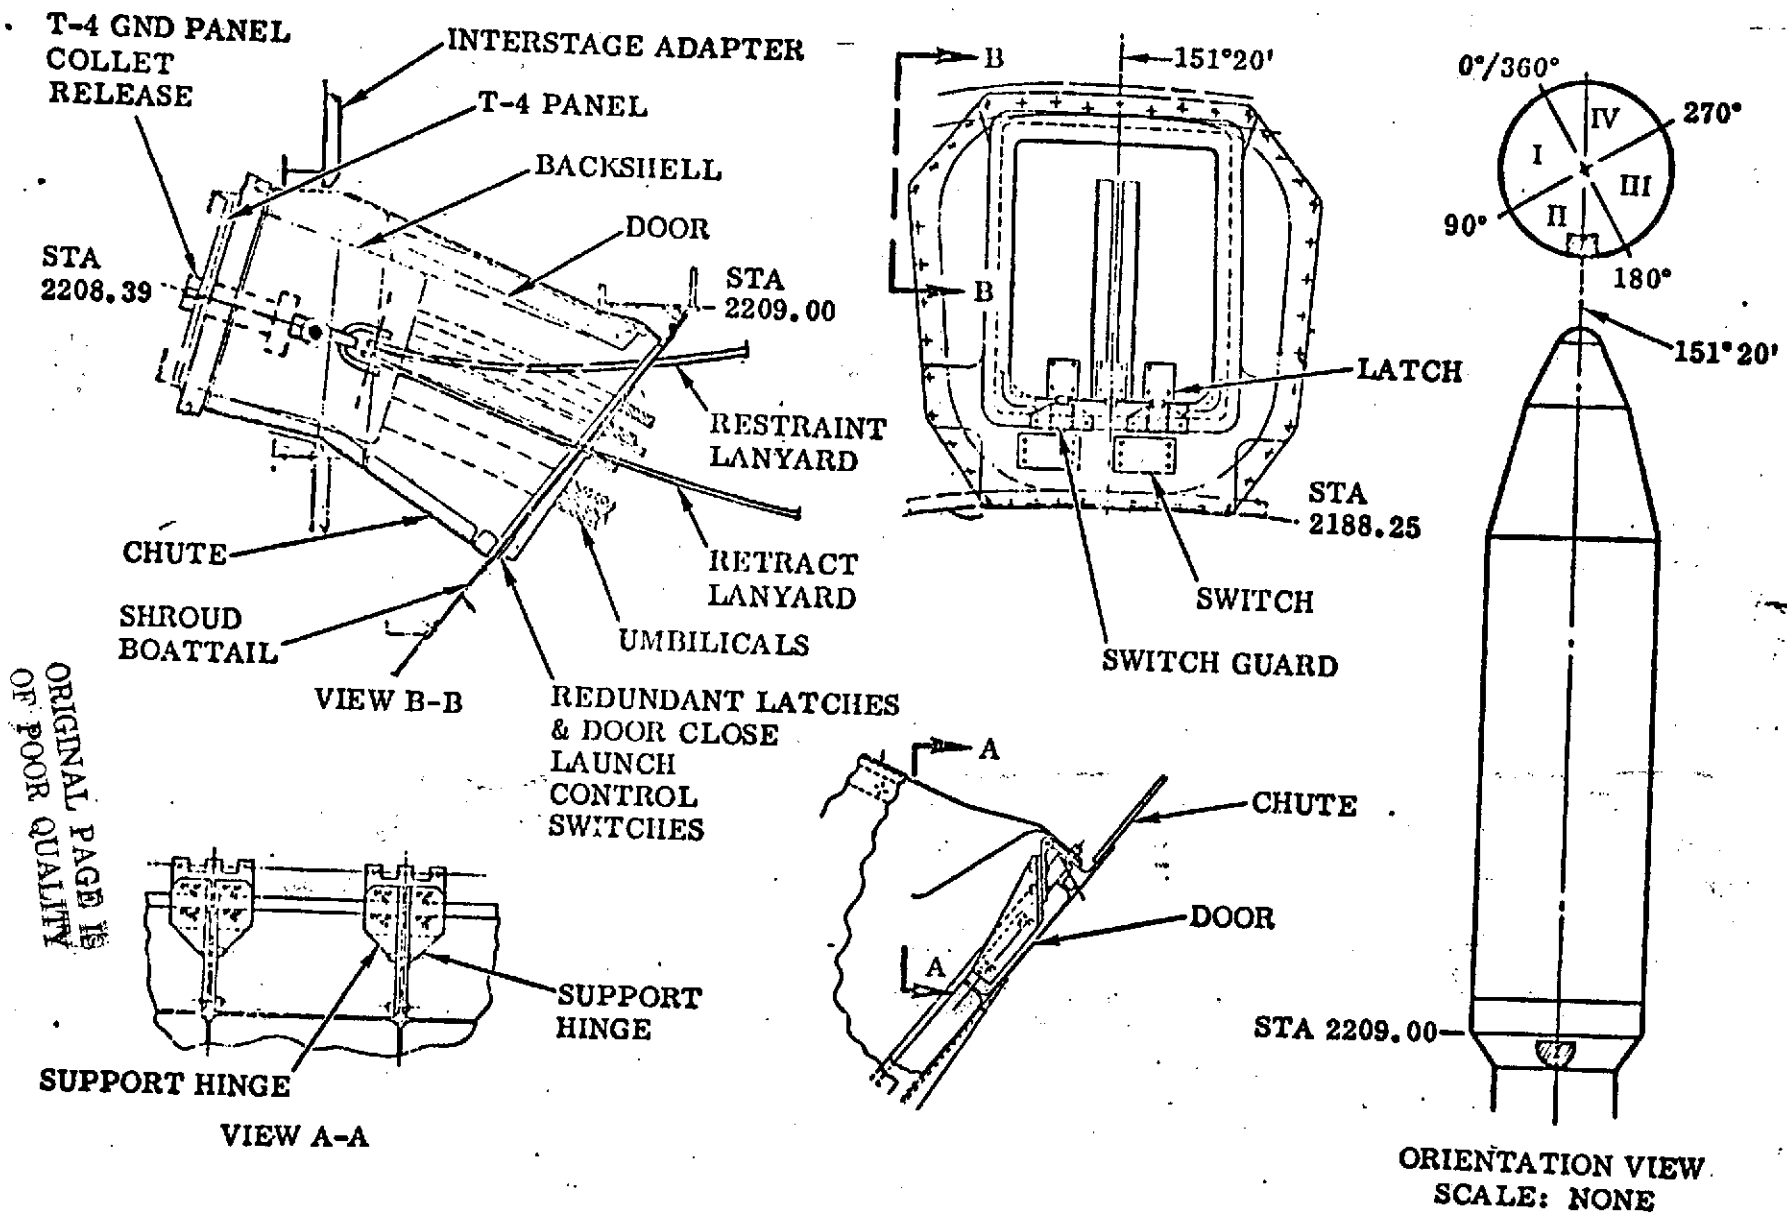 T-4 GND PANEL
COLLET
RELEASE
INTERSTAGE ADAPTER
T-4 PANEL
BACKSHELL
DOOR
STA
2208.39
STA
2209.00
RESTRAINT
LANYARD
CHUTE
RETRACT
LANYARD
SHROUD
BOATTAIL
UMBILICALS
VIEW B-B
REDUNDANT LATCHES
& DOOR CLOSE
LAUNCH
CONTROL
SWITCHES
B
151°20'
B
LATCH
STA
2188.25
SWITCH
SWITCH GUARD
0°/360°
IV
270°
I
III
II
90°
180°
151°20'
STA 2209.00
ORIENTATION VIEW
SCALE: NONE
A
CHUTE
DOOR
A
SUPPORT
HINGE
SUPPORT HINGE
VIEW A-A
ORIGINAL PAGE IS
OF POOR QUALITY